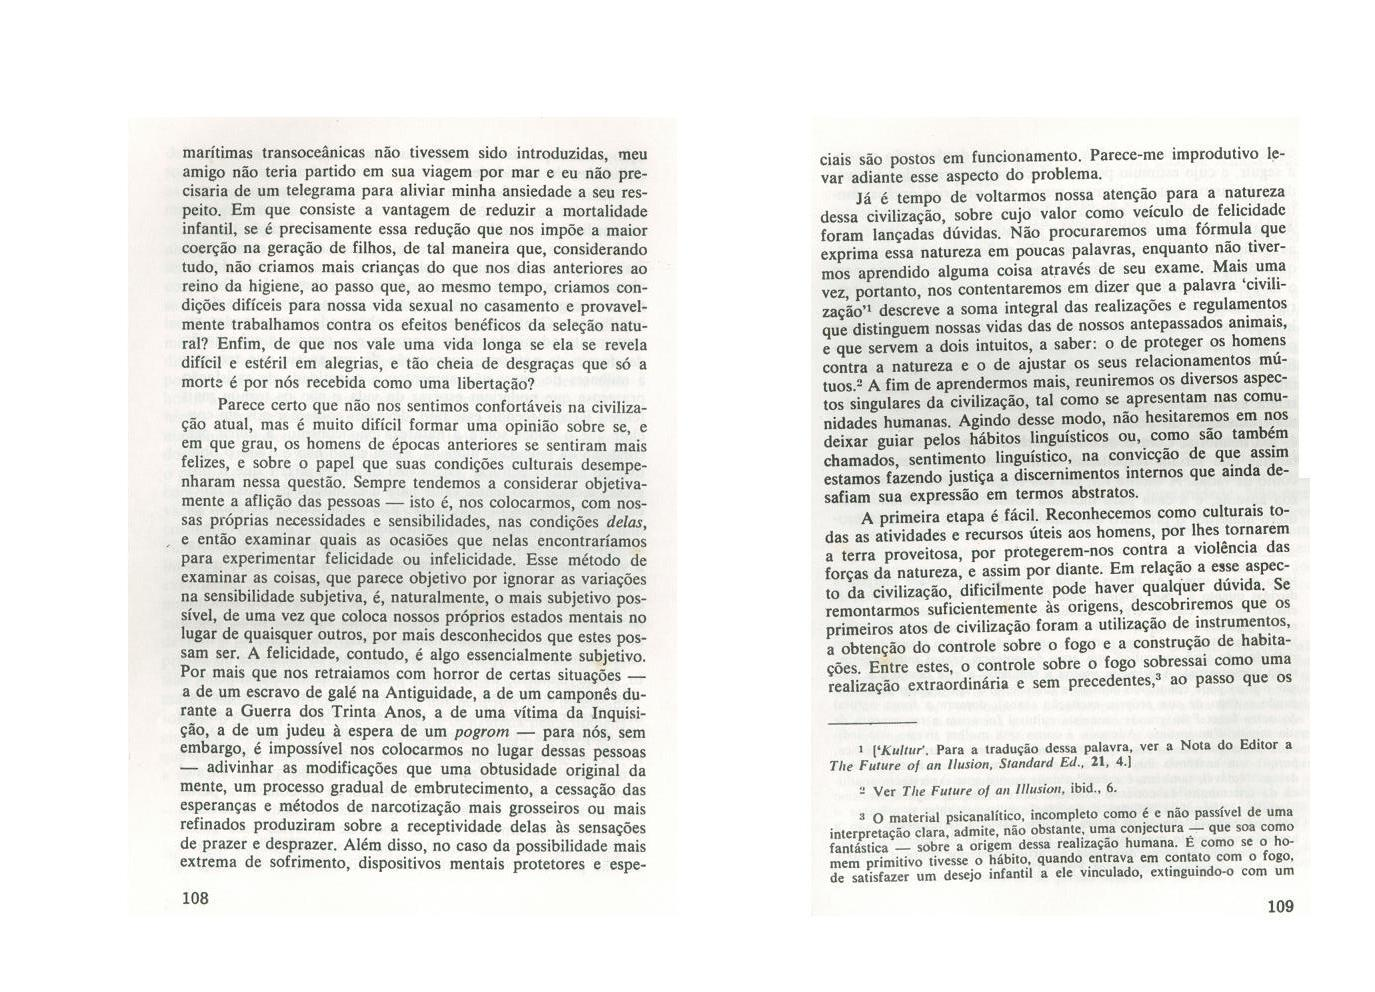 marítimas transoceânicas não tivessem sido introduzidas, meu
amigo não teria partido em sua viagem por mar e eu não pre-
cisaria de um telegrama para aliviar minha ansiedade a seu res-
peito. Em que consiste a vantagem de reduzir a mortalidade
infantil, se é precisamente essa redução que nos impõe a maior
coerção na geração de filhos, de tal maneira que, considerando
tudo, não criamos mais crianças do que nos dias anteriores ao
reino da higiene, ao passo que, ao mesmo tempo, criamos con-
dições difíceis para nossa vida sexual no casamento e provavel-
mente trabalhamos contra os efeitos benéficos da seleção natu-
ral? Enfim, de que nos vale uma vida longa se ela se revela
difícil e estéril em alegrias, e tão cheia de desgraças que só a
morte é por nós recebida como uma libertação?
Parece certo que não nos sentimos confortáveis na civiliza-
ção atual, mas é muito difícil formar uma opinião sobre se, e
em que grau, os homens de épocas anteriores se sentiram mais
felizes, e sobre o papel que suas condições culturais desempe-
nharam nessa questão. Sempre tendemos a considerar objetiva-
mente a aflição das pessoas — isto é, nos colocarmos, com nos-
sas próprias necessidades e sensibilidades, nas condições delas,
e então examinar quais as ocasiões que nelas encontraríamos
para experimentar felicidade ou infelicidade. Esse método de
examinar as coisas, que parece objetivo por ignorar as variações
na sensibilidade subjetiva, é, naturalmente, o mais subjetivo pos-
sível, de uma vez que coloca nossos próprios estados mentais no
lugar de quaisquer outros, por mais desconhecidos que estes pos-
sam ser. A felicidade, contudo, é algo essencialmente subjetivo.
Por mais que nos retraiamos com horror de certas situações —
a de um escravo de galé na Antiguidade, a de um camponês du-
rante a Guerra dos Trinta Anos, a de uma vítima da Inquisi-
ção, a de um judeu à espera de um pogrom — para nós, sem
embargo, é impossível nos colocarmos no lugar dessas pessoas
— adivinhar as modificações que uma obtusidade original da
mente, um processo gradual de embrutecimento, a cessação das
esperanças e métodos de narcotização mais grosseiros ou mais
refinados produziram sobre a receptividade delas às sensações
de prazer e desprazer. Além disso, no caso da possibilidade mais
extrema de sofrimento, dispositivos mentais protetores e espe-
108
ciais são postos em funcionamento. Parece-me improdutivo le-
var adiante esse aspecto do problema.
Já é tempo de voltarmos nossa atenção para a natureza
dessa civilização, sobre cujo valor como veículo de felicidade
foram lançadas dúvidas. Não procuraremos uma fórmula que
exprima essa natureza em poucas palavras, enquanto não tiver-
mos aprendido alguma coisa através de seu exame. Mais uma
vez, portanto, nos contentaremos em dizer que a palavra ‘civili-
zação’¹ descreve a soma integral das realizações e regulamentos
que distinguem nossas vidas das de nossos antepassados animais,
e que servem a dois intuitos, a saber: o de proteger os homens
contra a natureza e o de ajustar os seus relacionamentos mú-
tuos.² A fim de aprendermos mais, reuniremos os diversos aspec-
tos singulares da civilização, tal como se apresentam nas comu-
nidades humanas. Agindo desse modo, não hesitaremos em nos
deixar guiar pelos hábitos linguísticos ou, como são também
chamados, sentimento linguístico, na convicção de que assim
estamos fazendo justiça a discernimentos internos que ainda de-
safiam sua expressão em termos abstratos.
A primeira etapa é fácil. Reconhecemos como culturais to-
das as atividades e recursos úteis aos homens, por lhes tornarem
a terra proveitosa, por protegerem-nos contra a violência das
forças da natureza, e assim por diante. Em relação a esse aspec-
to da civilização, dificilmente pode haver qualquer dúvida. Se
remontarmos suficientemente às origens, descobriremos que os
primeiros atos de civilização foram a utilização de instrumentos,
a obtenção do controle sobre o fogo e a construção de habita-
ções. Entre estes, o controle sobre o fogo sobressai como uma
realização extraordinária e sem precedentes,³ ao passo que os
¹ [‘Kultur’. Para a tradução dessa palavra, ver a Nota do Editor a
The Future of an Ilusion, Standard Ed., 21, 4.]
² Ver The Future of an Illusion, ibid., 6.
³ O material psicanalítico, incompleto como é e não passível de uma
interpretação clara, admite, não obstante, uma conjectura — que soa como
fantástica — sobre a origem dessa realização humana. É como se o ho-
mem primitivo tivesse o hábito, quando entrava em contato com o fogo,
de satisfazer um desejo infantil a ele vinculado, extinguindo-o com um
109